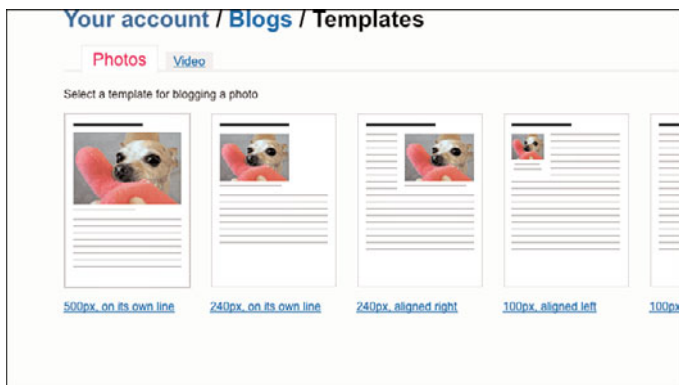 Your account / Blogs / Templates
Photos Video
Select a template for blogging a photo
500px, on its own line 240px, on its own line 240px, aligned right 100px, aligned left 100px